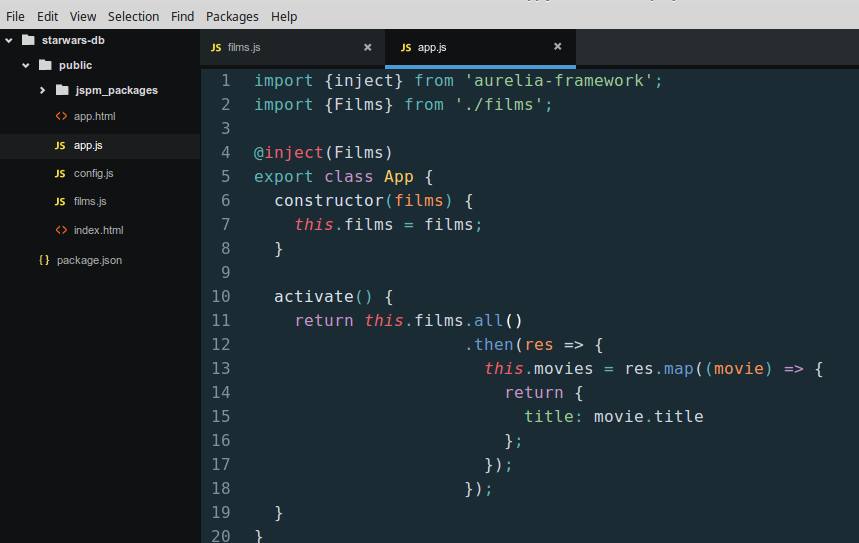 File Edit View Selection Find Packages Help
starwars-db
public
jspm_packages
<> app.html
JS app.js
JS config.js
JS films.js
<> index.html
{} package.json
JS films.js ×
JS app.js ×
1 import {inject} from 'aurelia-framework';
2 import {Films} from './films';
3
4 @inject(Films)
5 export class App {
6   constructor(films) {
7     this.films = films;
8   }
9
10   activate() {
11     return this.films.all()
12                      .then(res => {
13                        this.movies = res.map((movie) => {
14                          return {
15                            title: movie.title
16                          };
17                        });
18                      });
19   }
20 }